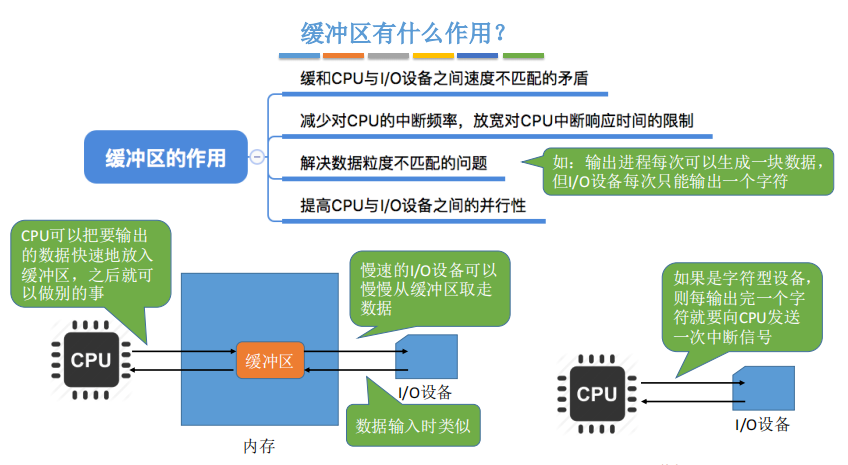 缓冲区有什么作用？
缓和CPU与I/O设备之间速度不匹配的矛盾
减少对CPU的中断频率，放宽对CPU中断响应时间的限制
缓冲区的作用
解决数据粒度不匹配的问题
如：输出进程每次可以生成一块数据，
但I/O设备每次只能输出一个字符
提高CPU与I/O设备之间的并行性
CPU可以把要输出
的数据快速地放入
缓冲区，之后就可
以做别的事
慢速的I/O设备可以
慢慢从缓冲区取走
数据
如果是字符型设备，
则每输出完一个字
符就要向CPU发送
一次中断信号
CPU
缓冲区
I/O设备
数据输入时类似
内存
CPU
I/O设备